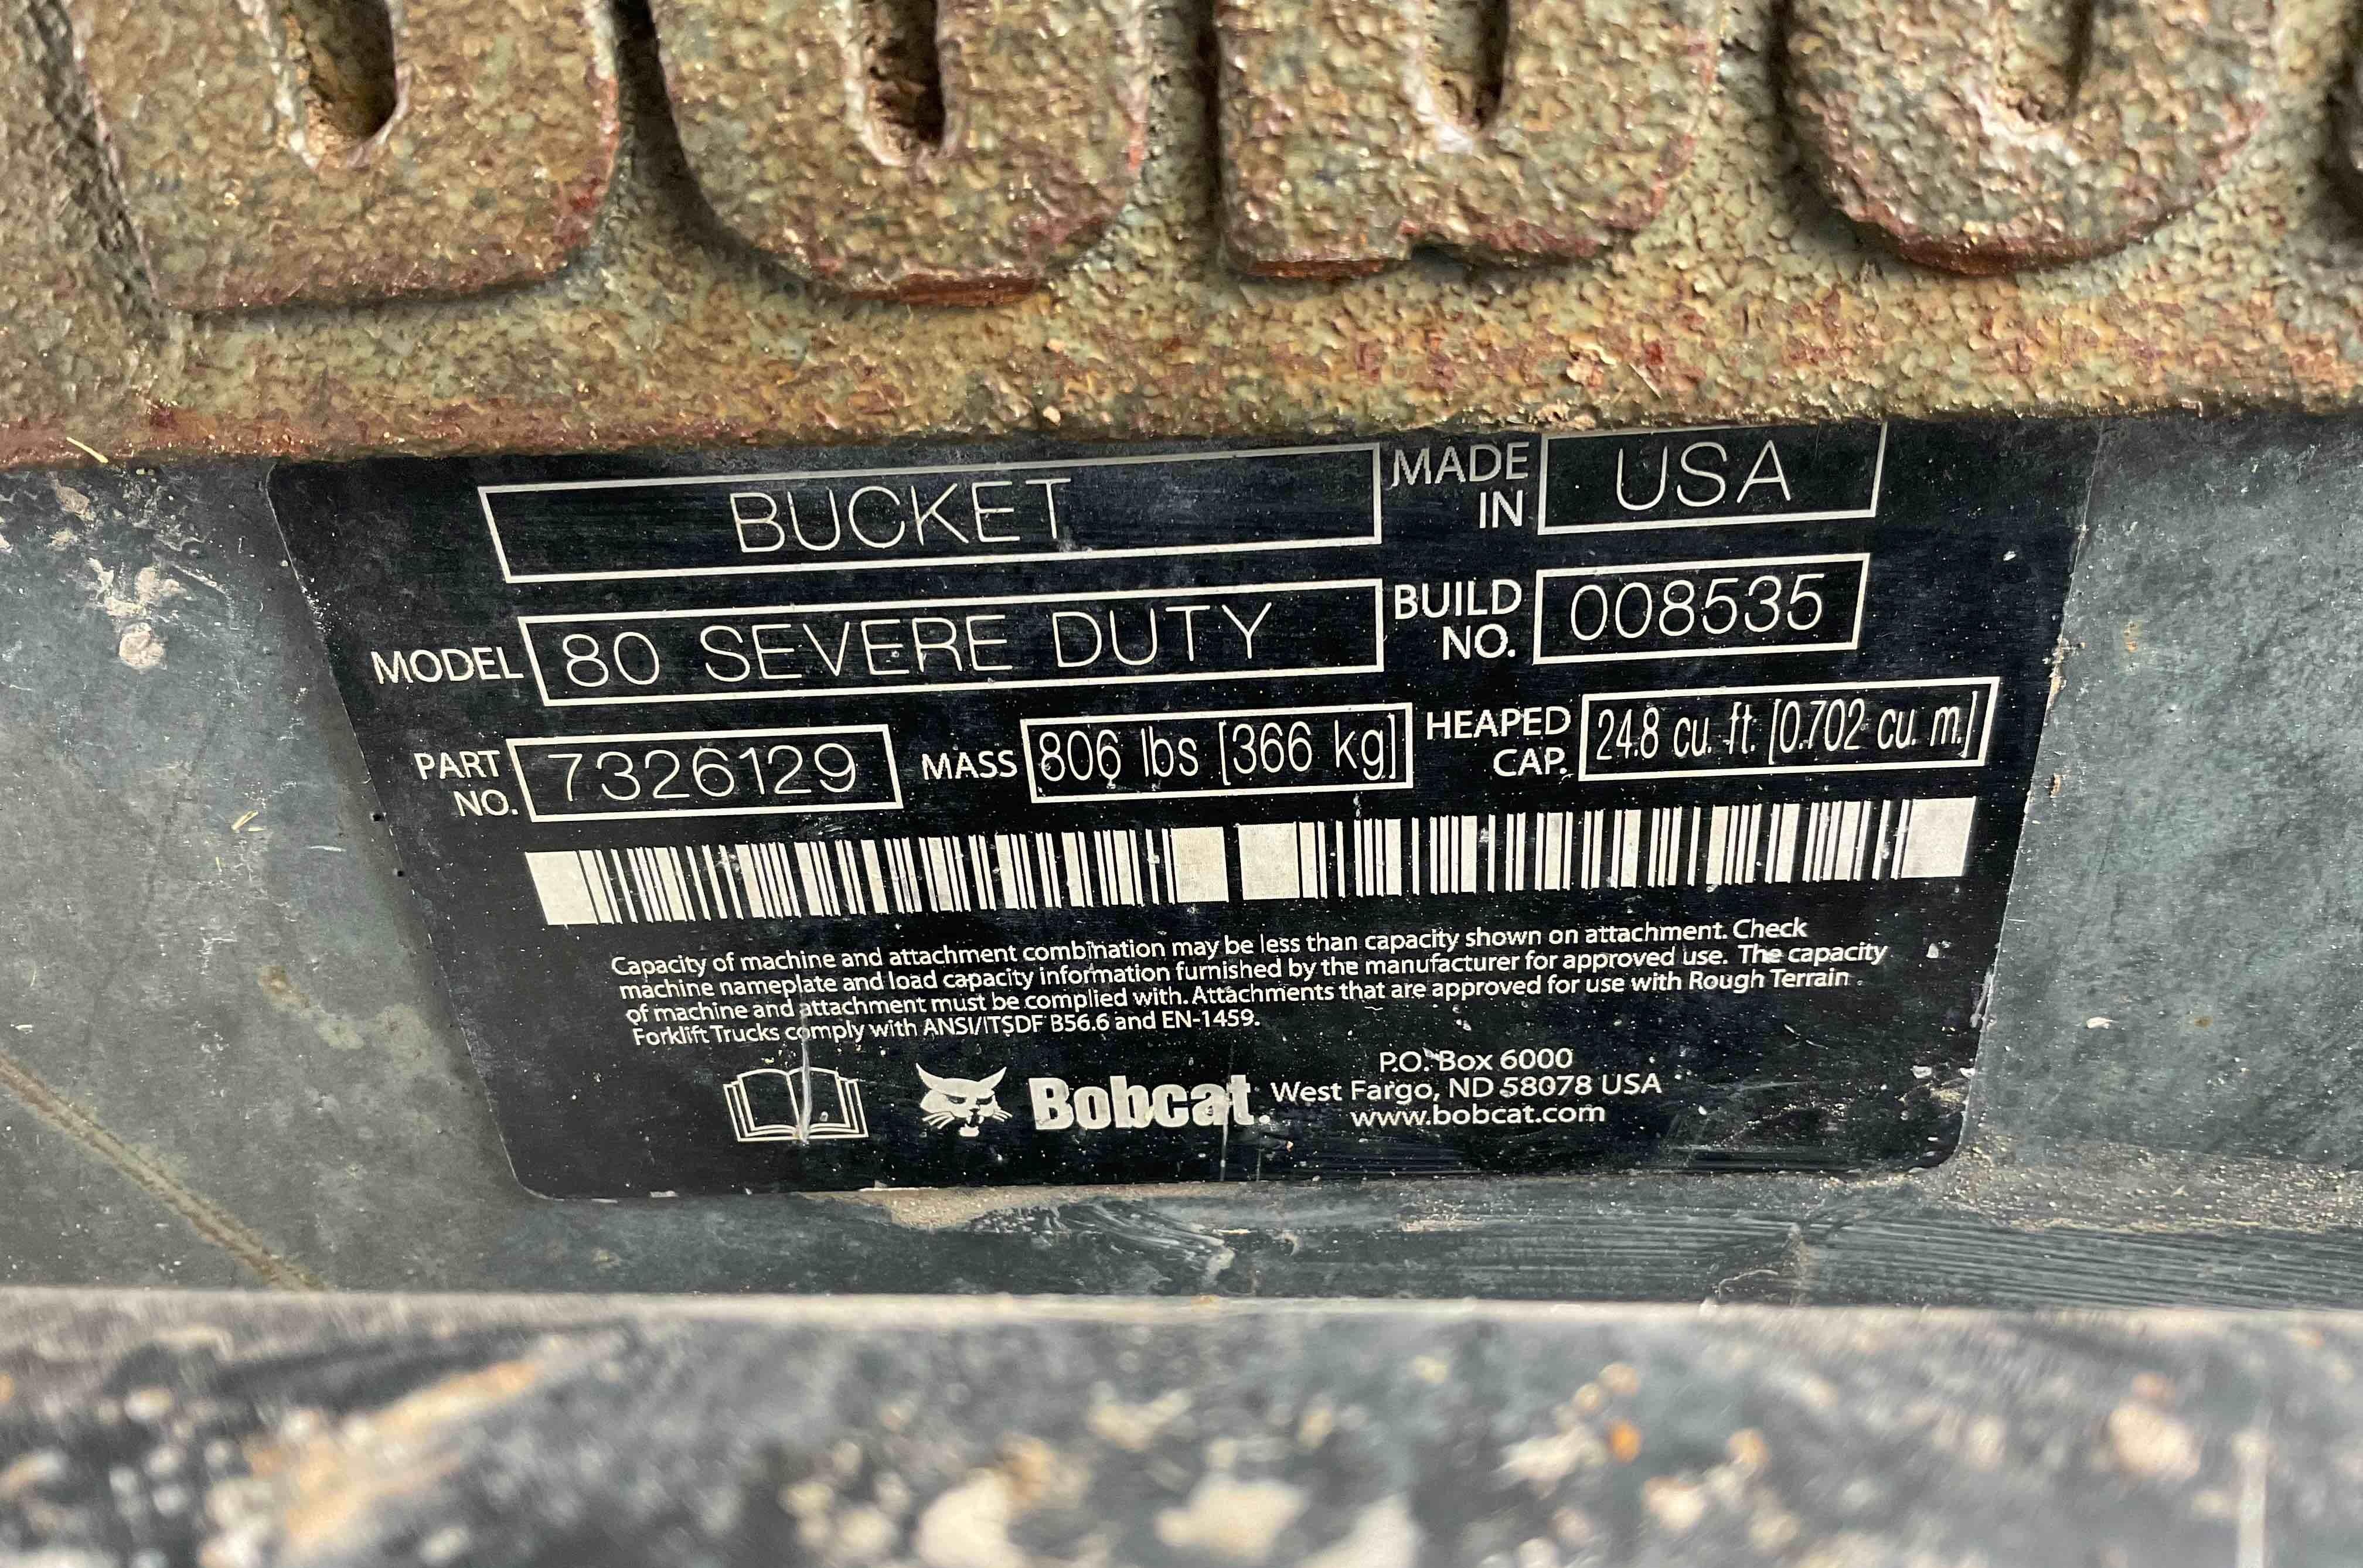 BUCKET
MADE IN USA
MODEL 80 SEVERE DUTY
BUILD NO. 008535
PART NO. 7326129
MASS 806 lbs [366 kg]
HEAPED CAP. 24.8 cu. ft. [0.702 cu. m.]
Capacity of machine and attachment combination may be less than capacity shown on attachment. Check
machine nameplate and load capacity information furnished by the manufacturer for approved use. The capacity
of machine and attachment must be complied with. Attachments that are approved for use with Rough Terrain
Forklift Trucks comply with ANSI/ITSDF B56.6 and EN-1459.
Bobcat.
P.O. Box 6000
West Fargo, ND 58078 USA
www.bobcat.com